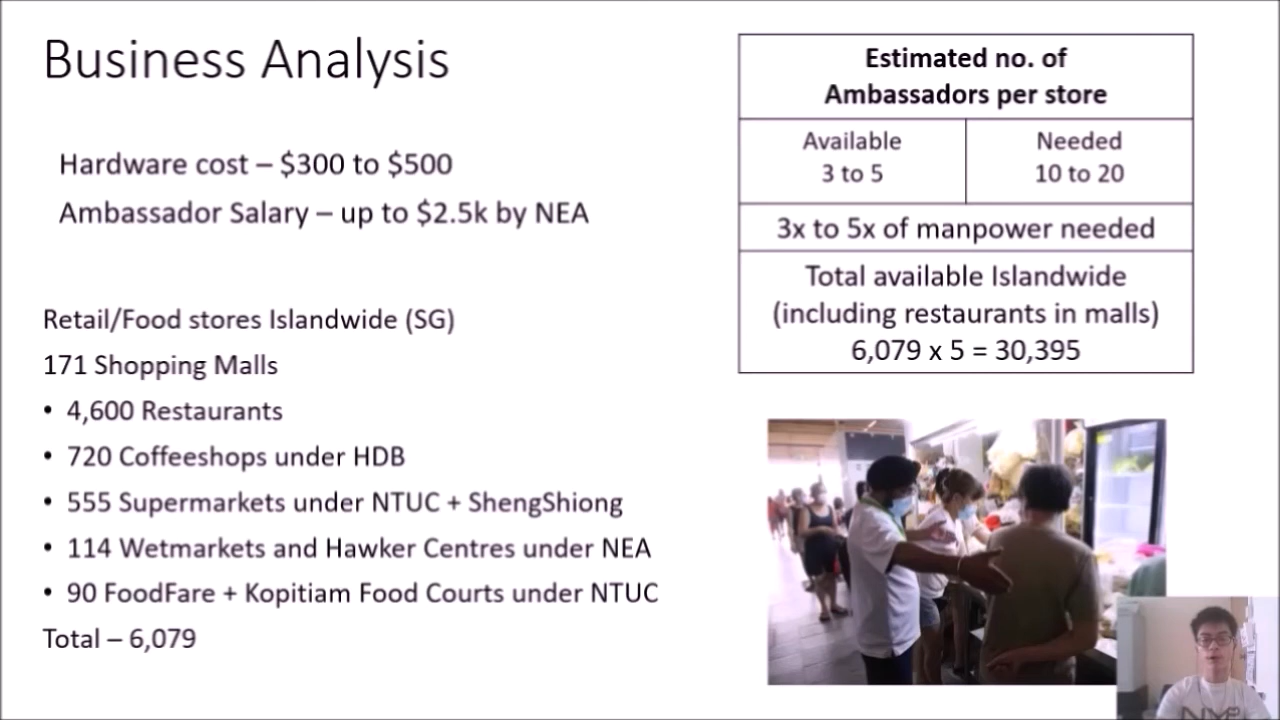 Business Analysis
Hardware cost – $300 to $500
Ambassador Salary – up to $2.5k by NEA
Retail/Food stores Islandwide (SG)
171 Shopping Malls
• 4,600 Restaurants
• 720 Coffeeshops under HDB
• 555 Supermarkets under NTUC + ShengShiong
• 114 Wetmarkets and Hawker Centres under NEA
• 90 FoodFare + Kopitiam Food Courts under NTUC
Total – 6,079
Estimated no. of
Ambassadors per store
Available
3 to 5
Needed
10 to 20
3x to 5x of manpower needed
Total available Islandwide
(including restaurants in malls)
6,079 x 5 = 30,395